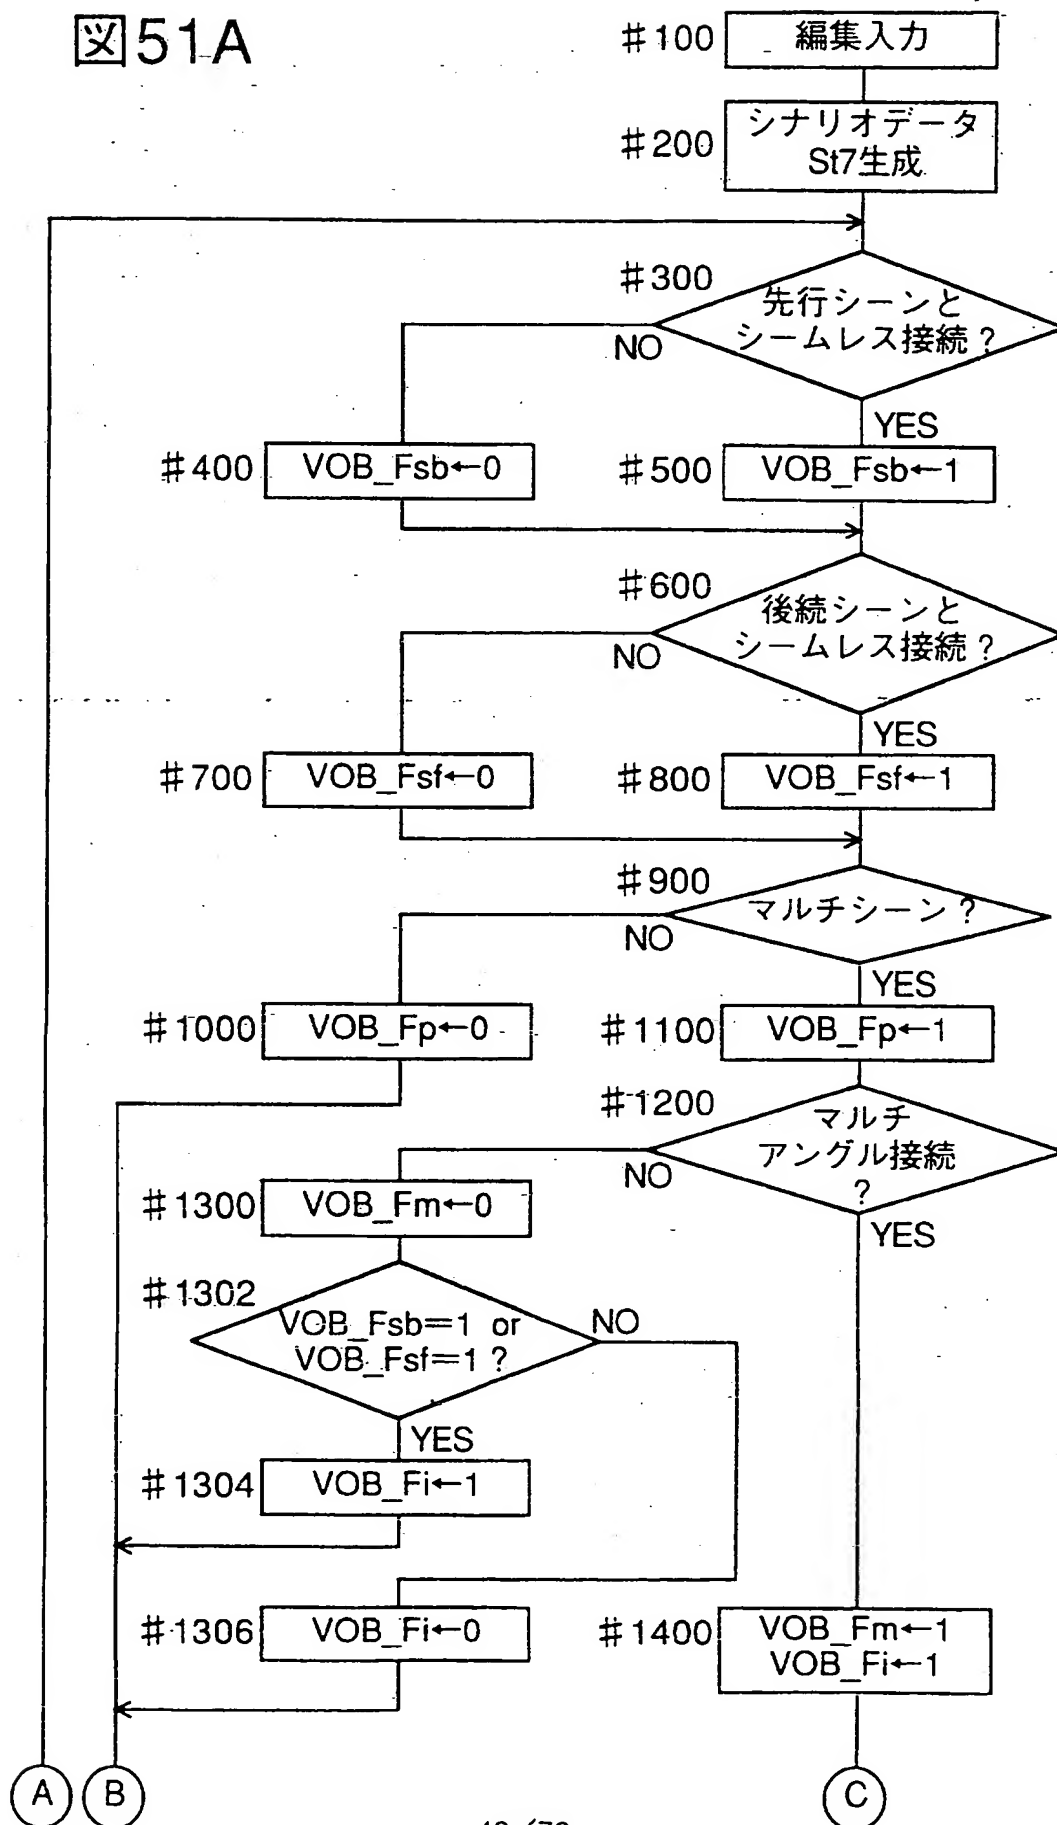 図51A
#100 編集入力
#200 シナリオデータ
St7生成
#300 先行シーンと
シームレス接続?
NO
YES
#400 VOB_Fsb←0
#500 VOB_Fsb←1
#600 後続シーンと
シームレス接続?
NO
YES
#700 VOB_Fsf←0
#800 VOB_Fsf←1
#900 マルチシーン?
NO
YES
#1000 VOB_Fp←0
#1100 VOB_Fp←1
#1200 マルチ
アングル接続
?
NO
YES
#1300 VOB_Fm←0
#1302 VOB_Fsb=1 or
VOB_Fsf=1 ?
NO
YES
#1304 VOB_Fi←1
#1306 VOB_Fi←0
#1400 VOB_Fm←1
VOB_Fi←1
A B C